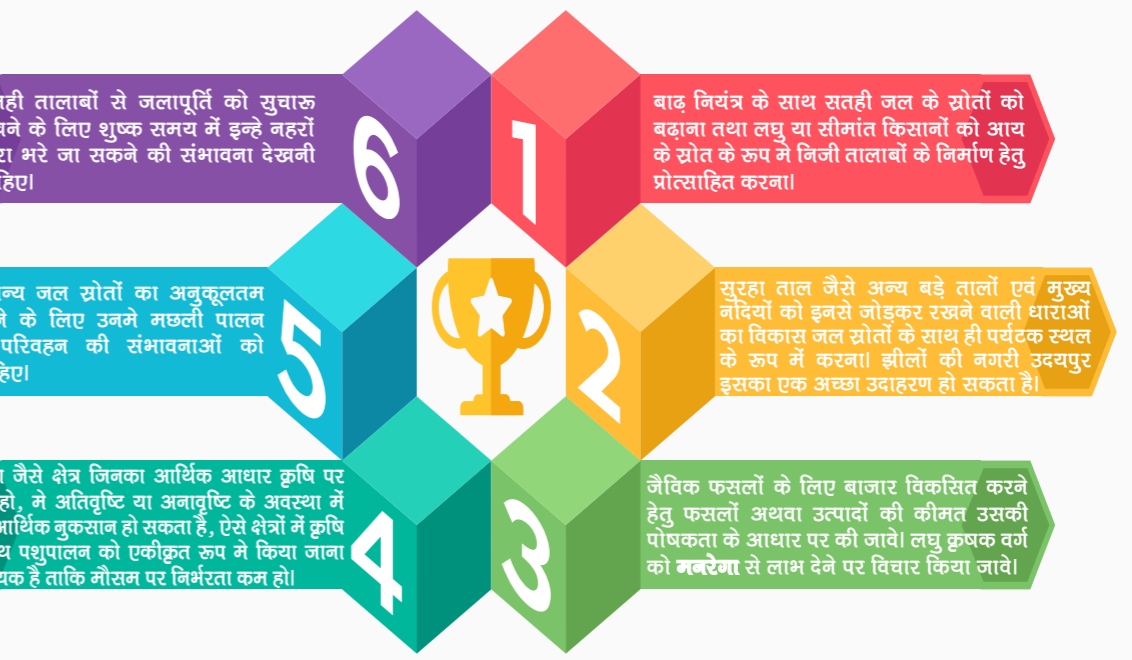 1
बाढ़ नियंत्र के साथ सतही जल के स्रोतों को
बढ़ाना तथा लघु या सीमांत किसानों को आय
के स्रोत के रूप मे निजी तालाबों के निर्माण हेतु
प्रोत्साहित करना।
2
सुरहा ताल जैसे अन्य बड़े तालों एवं मुख्य
नदियों को इनसे जोड़कर रखने वाली धाराओं
का विकास जल स्रोतों के साथ ही पर्यटक स्थल
के रूप में करना। झीलों की नगरी उदयपुर
इसका एक अच्छा उदाहरण हो सकता है।
3
जैविक फसलों के लिए बाजार विकसित करने
हेतु फसलों अथवा उत्पादों की कीमत उसकी
पोषकता के आधार पर की जावे। लघु कृषक वर्ग
को मनरेगा से लाभ देने पर विचार किया जावे।
4
जैसे क्षेत्र जिनका आर्थिक आधार कृषि पर
हो, मे अतिवृष्टि या अनावृष्टि के अवस्था में
आर्थिक नुकसान हो सकता है, ऐसे क्षेत्रों में कृषि
पशुपालन को एकीकृत रूप मे किया जाना
है ताकि मौसम पर निर्भरता कम हो।
5
जल स्रोतों का अनुकूलतम
के लिए उनमे मछली पालन
परिवहन की संभावनाओं को
6
तालाबों से जलापूर्ति को सुचारू
के लिए शुष्क समय में इन्हे नहरों
भरे जा सकने की संभावना देखनी